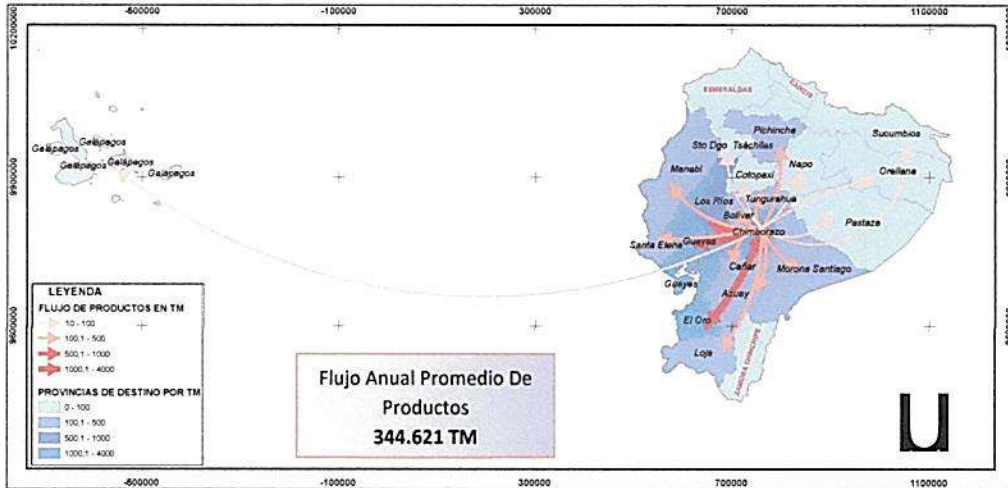 -500000 -100000 300000 700000 1100000
10200000
9900000
9600000
ESMERALDAS
CARCHI
Pichincha
Sucumbios
Sto Dgo Tsáchilas
Galápagos
Galápagos
Galápagos
Galápagos
Galápagos
Manabí
Cotopaxi
Napo
Orellana
Los Ríos
Tungurahua
Bolívar
Pastaza
Chimborazo
Santa Elena
Guayas
Cañar
Morona Santiago
Guayas
Azuay
El Oro
Loja
ZAMORA CHINCHIPE
LEYENDA
FLUJO DE PRODUCTOS EN TM
10 - 100
100,1 - 500
500,1 - 1000
1000,1 - 4000
PROVINCIAS DE DESTINO POR TM
0 - 100
100,1 - 500
500,1 - 1000
1000,1 - 4000
Flujo Anual Promedio De
Productos
344.621 TM
U
-500000 -100000 300000 700000 1100000